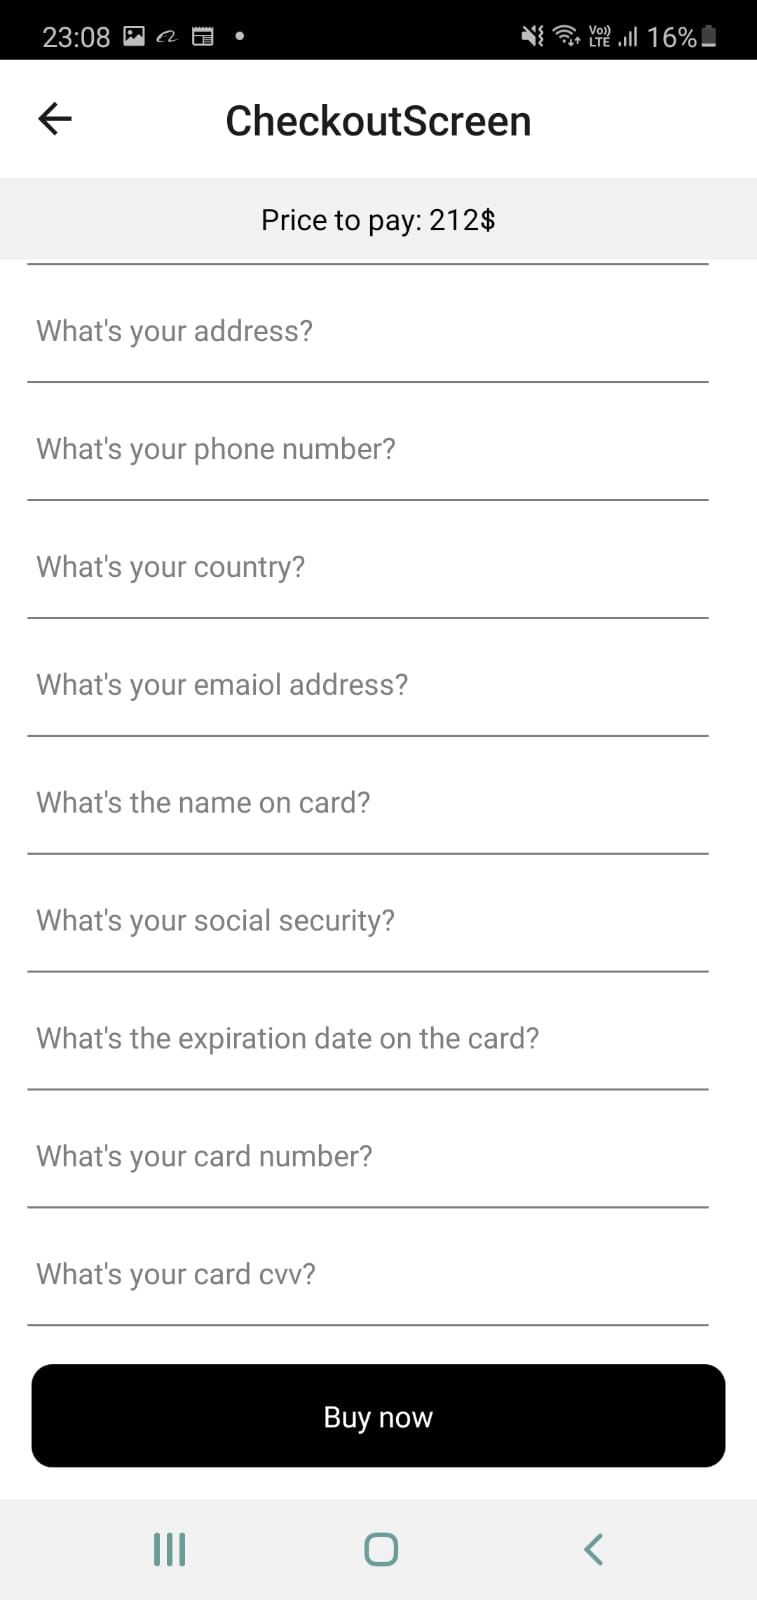 23:08 Vo)) LTE 16%
CheckoutScreen
Price to pay: 212$
What's your address?
What's your phone number?
What's your country?
What's your emaiol address?
What's the name on card?
What's your social security?
What's the expiration date on the card?
What's your card number?
What's your card cvv?
Buy now